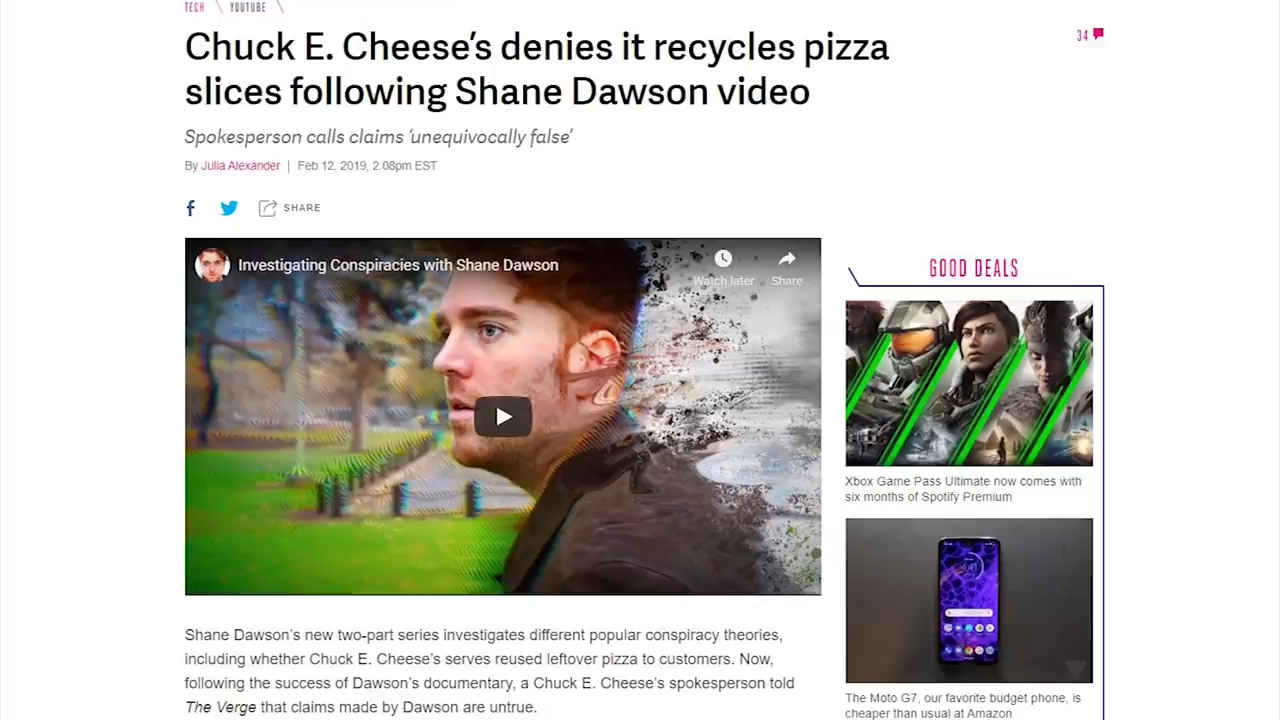 TECH YOUTUBE
Chuck E. Cheese's denies it recycles pizza
slices following Shane Dawson video
34
Spokesperson calls claims 'unequivocally false'
By Julia Alexander | Feb 12, 2019, 2:08pm EST
SHARE
Investigating Conspiracies with Shane Dawson
Watch later
Share
GOOD DEALS
Xbox Game Pass Ultimate now comes with
six months of Spotify Premium
Shane Dawson's new two-part series investigates different popular conspiracy theories,
including whether Chuck E. Cheese's serves reused leftover pizza to customers. Now,
following the success of Dawson's documentary, a Chuck E. Cheese's spokesperson told
The Verge that claims made by Dawson are untrue.
The Moto G7, our favorite budget phone, is
cheaper than usual at Amazon